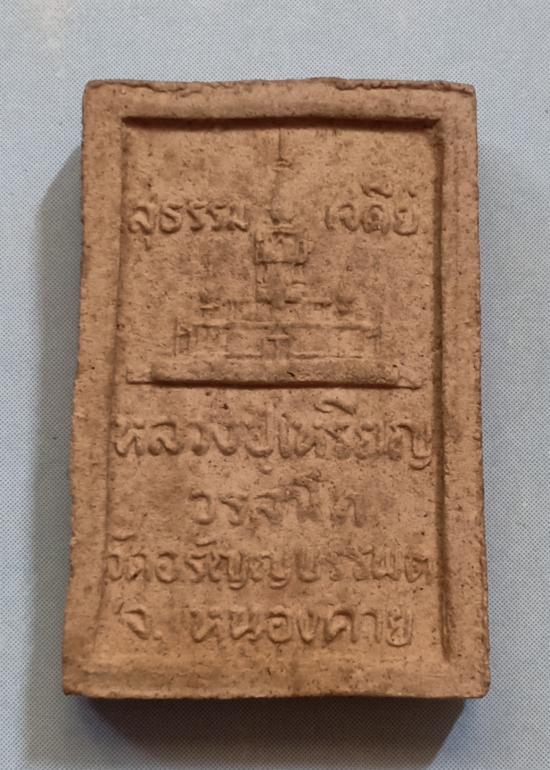 สุธรรม เจดีย์
หลวงปู่เหรียญ
วรลาโภ
วัดอรัญญบรรพต
จ. หนองคาย